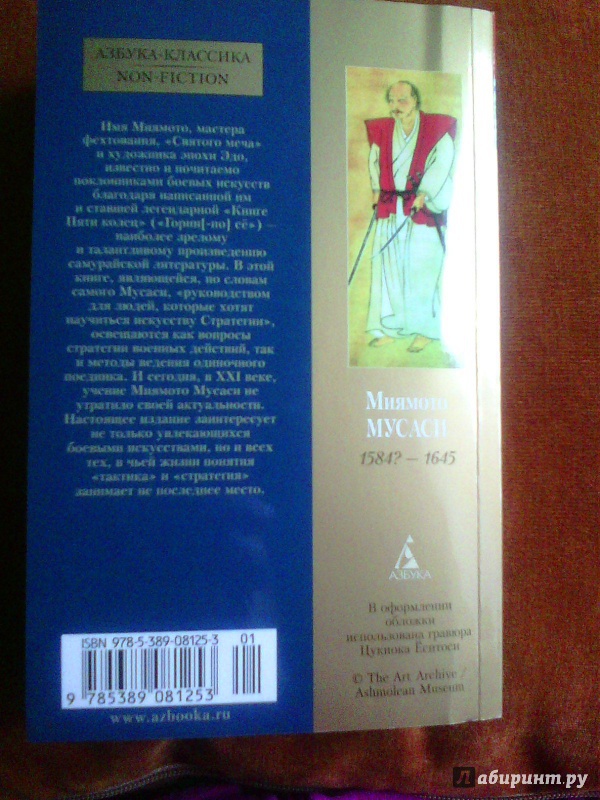 АЗБУКА-КЛАССИКА
NON-FICTION
Имя Миямото, мастера
фехтования, «Святого меча»
и художника эпохи Эдо,
известно и почитаемо
поклонниками боевых искусств
благодаря написанной им
и ставшей легендарной «Книге
Пяти колец» («Горин[-но] сё») —
наиболее зрелому
и талантливому произведению
самурайской литературы. В этой
книге, являющейся, по словам
самого Мусаси, «руководством
для людей, которые хотят
научиться искусству Стратегии»,
освещаются как вопросы
стратегии военных действий, так
и методы ведения одиночного
поединка. И сегодня, в XXI веке,
учение Миямото Мусаси не
утратило своей актуальности.
Настоящее издание заинтересует
не только увлекающихся
боевыми искусствами, но и всех
тех, в чьей жизни понятия
«тактика» и «стратегия»
занимает не последнее место.
ISBN 978-5-389-08125-3 01
9 785389 081253
www.azbooka.ru
Миямото
МУСАСИ
1584? — 1645
АЗБУКА
В оформлении
обложки
использована гравюра
Цукиока Ёситоси
© The Art Archive /
Ashmolean Museum
лабиринт.ру